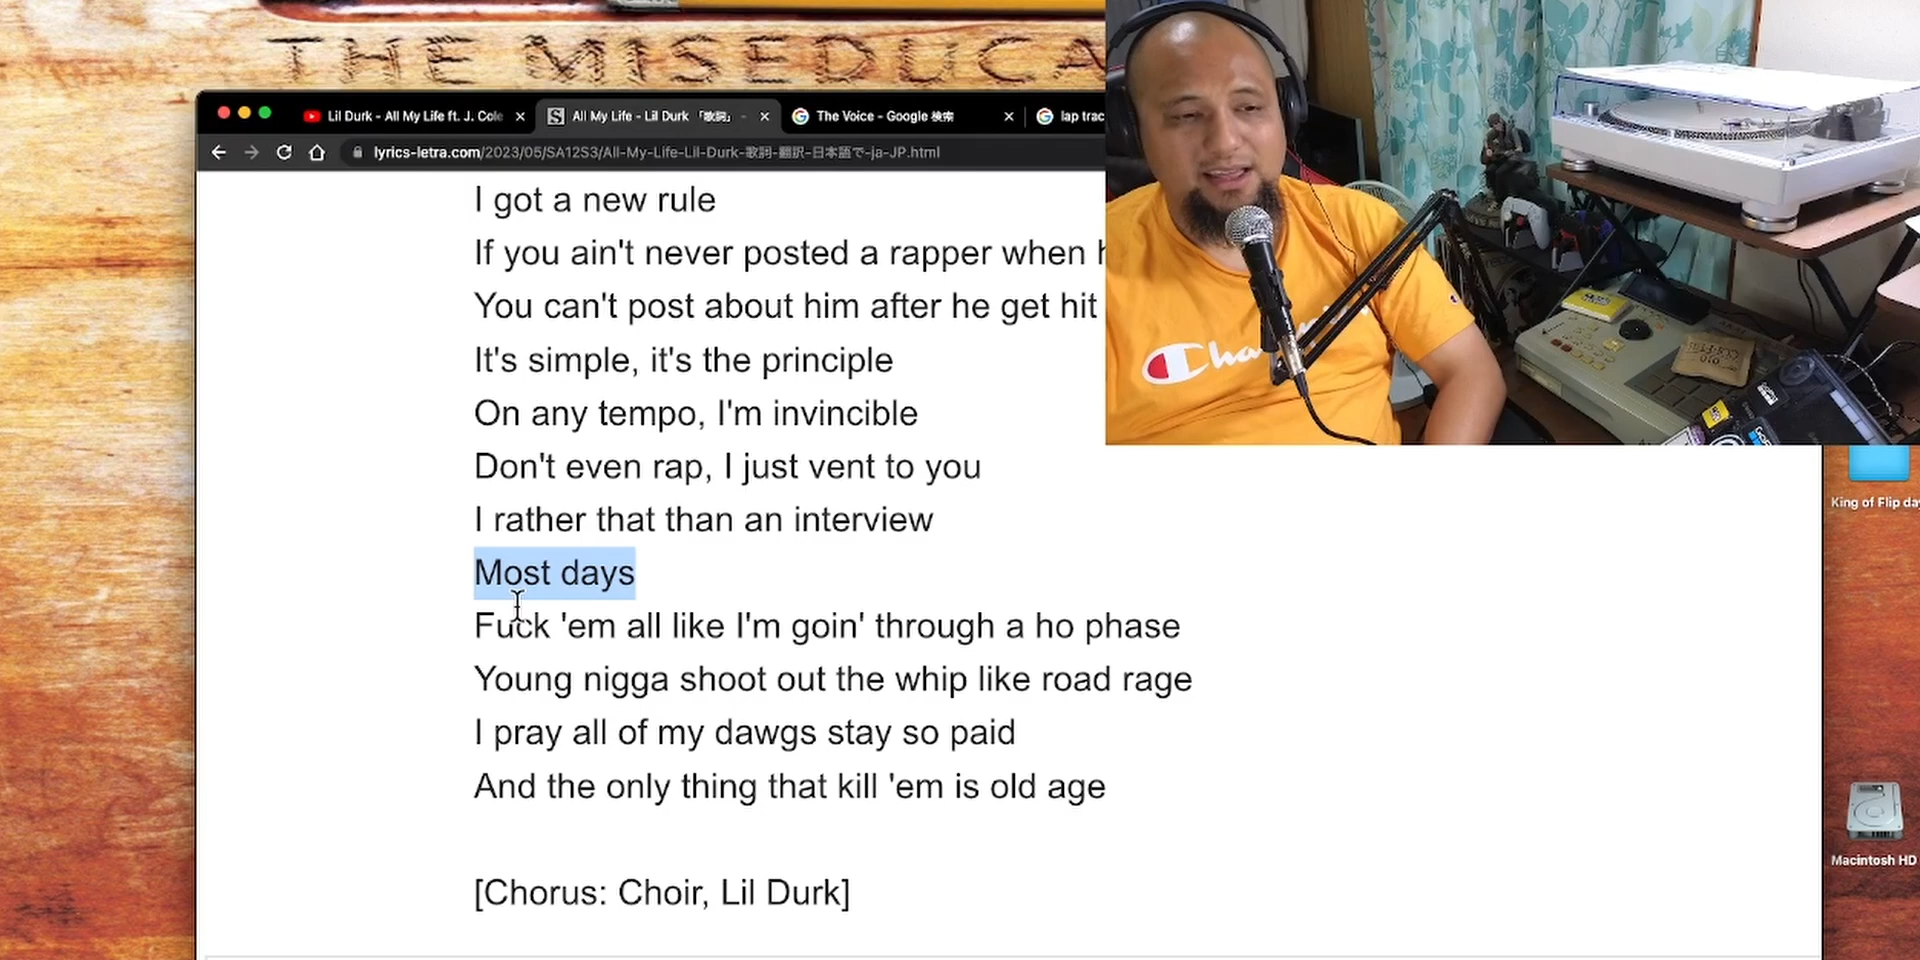 THE MISEDUCA
Lil Durk - All My Life ft. J. Cole
All My Life - Lil Durk 「歌詞」 -
The Voice - Google 検索
lap trac
lyrics-letra.com/2023/05/SA12S3/All-My-Life-Lil-Durk-歌詞-翻訳-日本語で-ja-JP.html
I got a new rule
If you ain't never posted a rapper when h
You can't post about him after he get hit
It's simple, it's the principle
On any tempo, I'm invincible
Don't even rap, I just vent to you
I rather that than an interview
Most days
Fuck 'em all like I'm goin' through a ho phase
Young nigga shoot out the whip like road rage
I pray all of my dawgs stay so paid
And the only thing that kill 'em is old age
[Chorus: Choir, Lil Durk]
Cha
King of Flip day
Macintosh HD